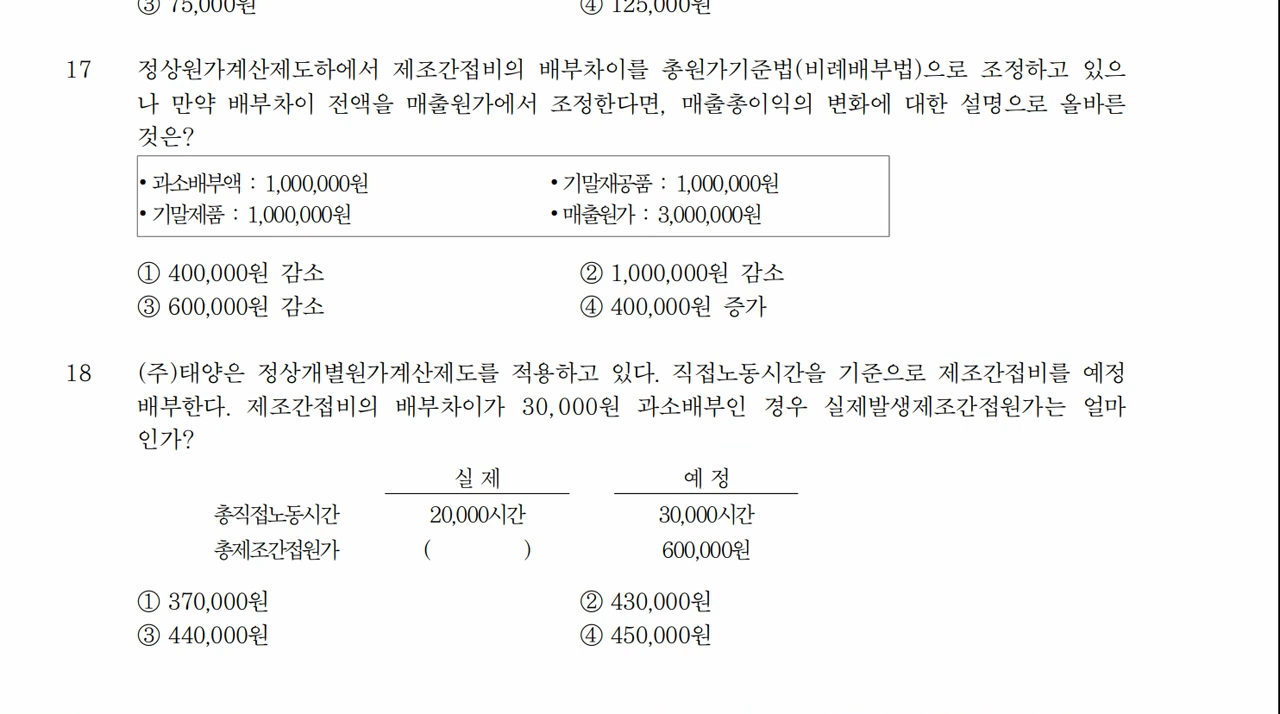 ③ 75,000원 ④ 125,000원
17 정상원가계산제도하에서 제조간접비의 배부차이를 총원가기준법(비례배부법)으로 조정하고 있으
나 만약 배부차이 전액을 매출원가에서 조정한다면, 매출총이익의 변화에 대한 설명으로 올바른
것은?
• 과소배부액 : 1,000,000원 • 기말재공품 : 1,000,000원
• 기말제품 : 1,000,000원 • 매출원가 : 3,000,000원
① 400,000원 감소 ② 1,000,000원 감소
③ 600,000원 감소 ④ 400,000원 증가
18 (주)태양은 정상개별원가계산제도를 적용하고 있다. 직접노동시간을 기준으로 제조간접비를 예정
배부한다. 제조간접비의 배부차이가 30,000원 과소배부인 경우 실제발생제조간접원가는 얼마
인가?
실 제 예 정
총직접노동시간 20,000시간 30,000시간
총제조간접원가 ( ) 600,000원
① 370,000원 ② 430,000원
③ 440,000원 ④ 450,000원